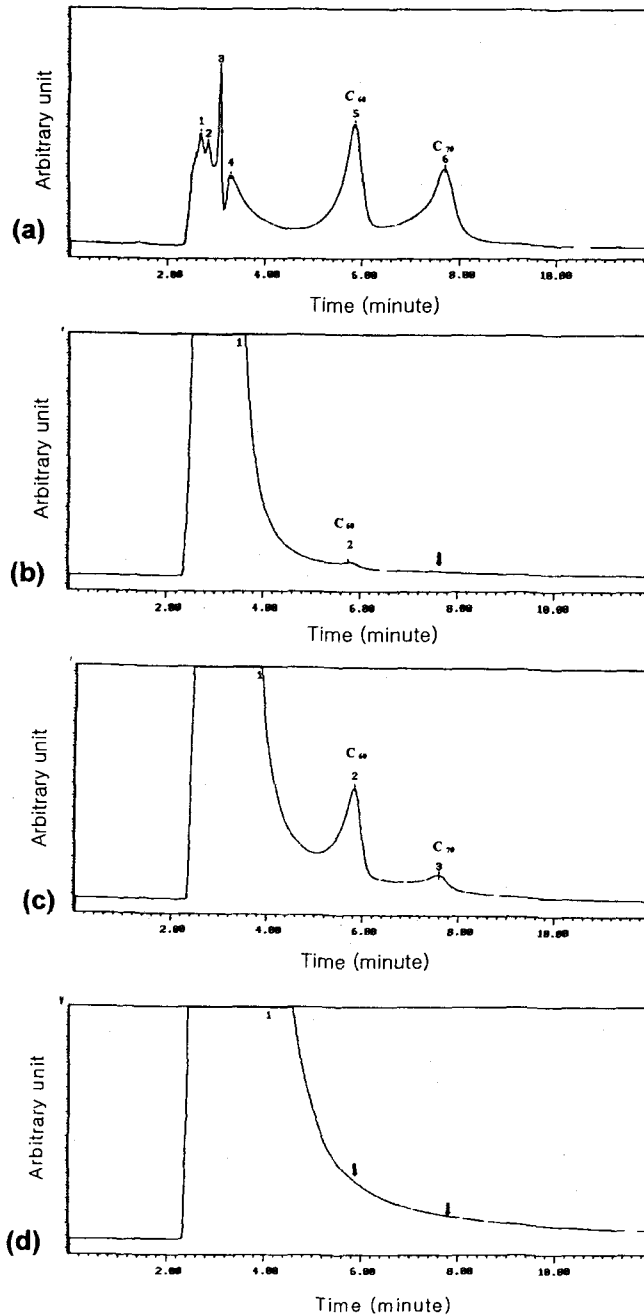 Arbitrary unit
(a)
1
2
3
4
C60
5
C70
6
2.00 4.00 6.00 8.00 10.00
Time (minute)
Arbitrary unit
(b)
1
C60
2
2.00 4.00 6.00 8.00 10.00
Time (minute)
Arbitrary unit
(c)
1
C60
2
C70
3
2.00 4.00 6.00 8.00 10.00
Time (minute)
Arbitrary unit
(d)
1
2.00 4.00 6.00 8.00 10.00
Time (minute)